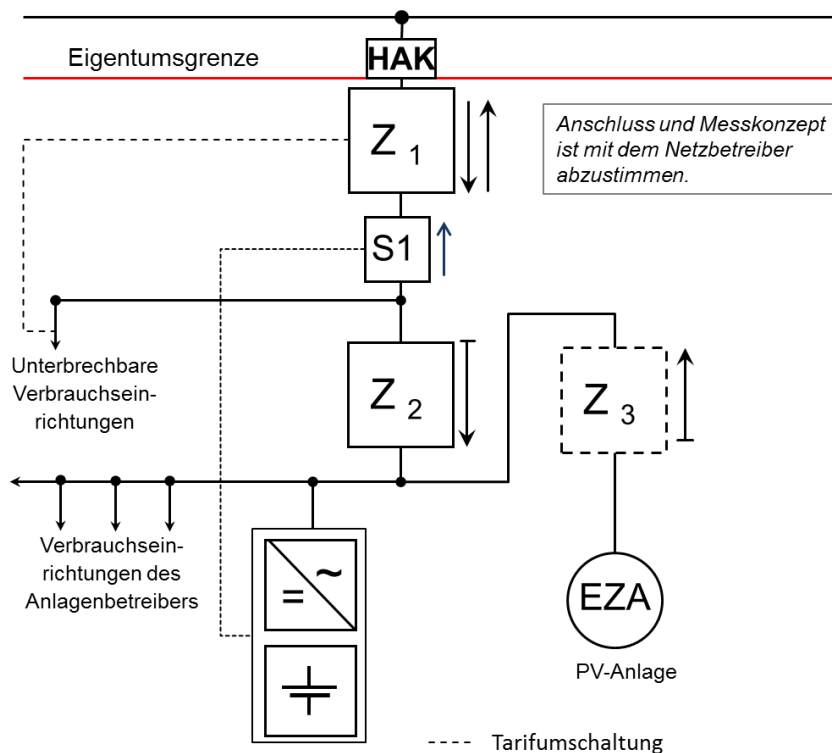 Eigentumsgrenze
HAK
Z 1
Anschluss und Messkonzept
ist mit dem Netzbetreiber
abzustimmen.
S1
Unterbrechbare
Verbrauchsein-
richtungen
Z 2
Z 3
Verbrauchsein-
richtungen des
Anlagenbetreibers
= ~
EZA
PV-Anlage
---- Tarifumschaltung